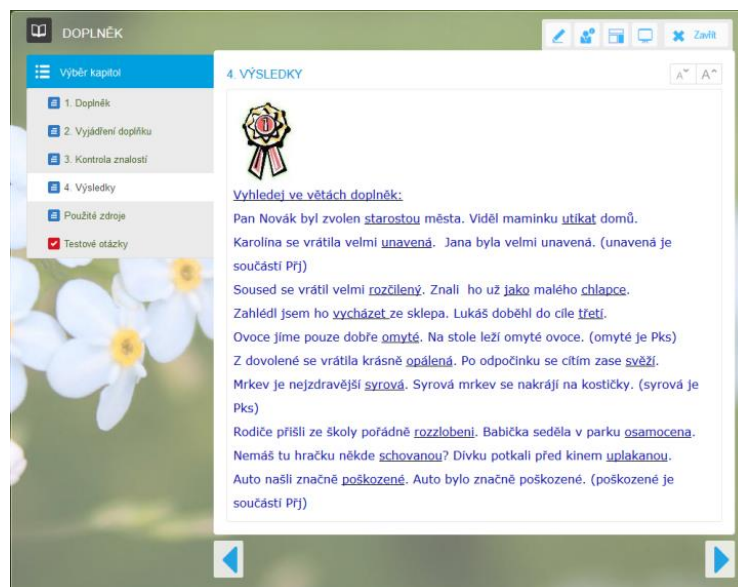 DOPLNĚK
Zavřít
Výběr kapitol
1. Doplněk
2. Vyjádření doplňku
3. Kontrola znalostí
4. Výsledky
Použité zdroje
Testové otázky
4. VÝSLEDKY
A˅ A^
1
Vyhledej ve větách doplněk:
Pan Novák byl zvolen starostou města. Viděl maminku utíkat domů.
Karolína se vrátila velmi unavená. Jana byla velmi unavená. (unavená je
součástí Přj)
Soused se vrátil velmi rozčilený. Znali ho už jako malého chlapce.
Zahlédl jsem ho vycházet ze sklepa. Lukáš doběhl do cíle třetí.
Ovoce jíme pouze dobře omyté. Na stole leží omyté ovoce. (omyté je Pks)
Z dovolené se vrátila krásně opálená. Po odpočinku se cítím zase svěží.
Mrkev je nejzdravější syrová. Syrová mrkev se nakrájí na kostičky. (syrová je
Pks)
Rodiče přišli ze školy pořádně rozzlobeni. Babička seděla v parku osamocena.
Nemáš tu hračku někde schovanou? Dívku potkali před kinem uplakanou.
Auto našli značně poškozené. Auto bylo značně poškozené. (poškozené je
součástí Přj)